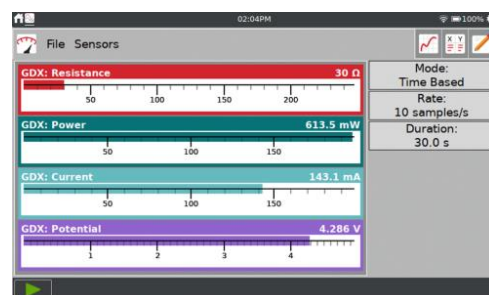 02:04PM
100%
File Sensors
GDX: Resistance 30 Ω
50 100 150 200
GDX: Power 613.5 mW
50 100 150
GDX: Current 143.1 mA
50 100 150
GDX: Potential 4.286 V
1 2 3 4
Mode:
Time Based
Rate:
10 samples/s
Duration:
30.0 s